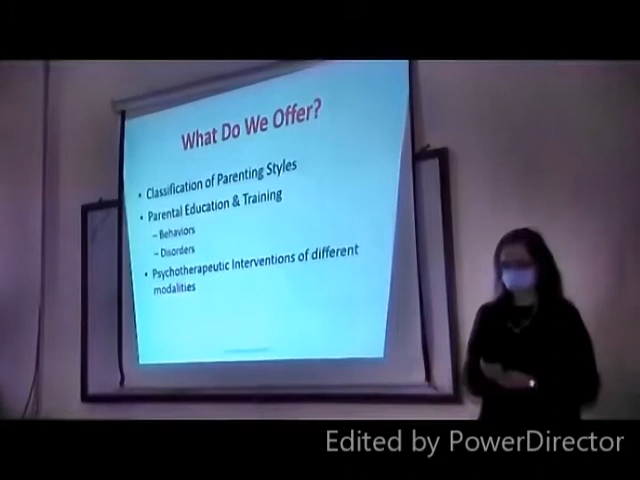 What Do We Offer?
• Classification of Parenting Styles
• Parental Education & Training
– Behaviors
– Disorders
• Psychotherapeutic Interventions of different
modalities
Edited by PowerDirector